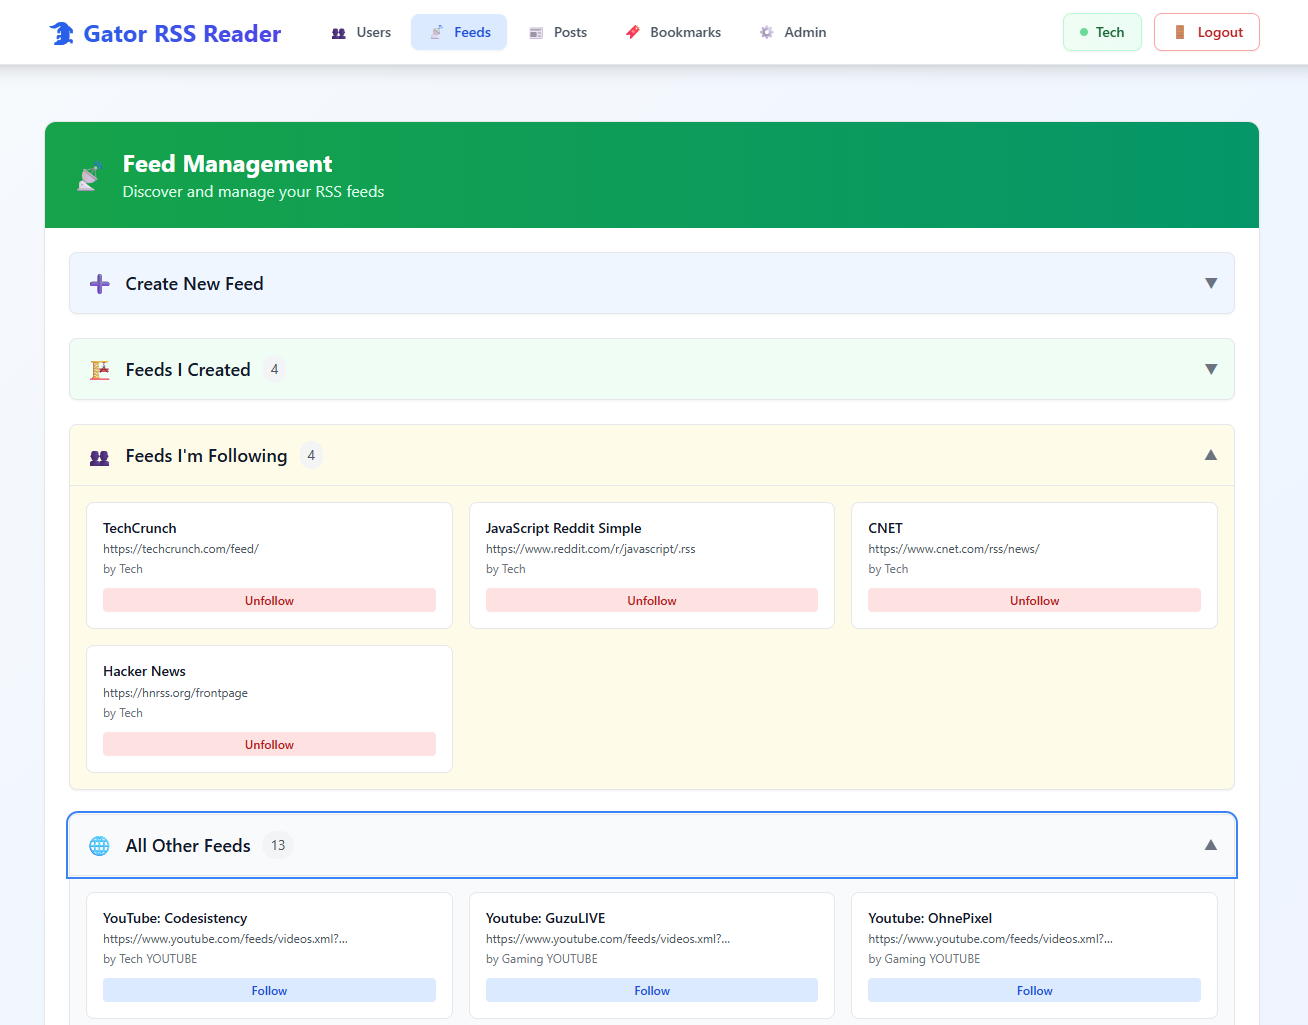 Gator RSS Reader
Users
Feeds
Posts
Bookmarks
Admin
Tech
Logout
Feed Management
Discover and manage your RSS feeds
Create New Feed
Feeds I Created 4
Feeds I'm Following 4
TechCrunch
https://techcrunch.com/feed/
by Tech
Unfollow
JavaScript Reddit Simple
https://www.reddit.com/r/javascript/.rss
by Tech
Unfollow
CNET
https://www.cnet.com/rss/news/
by Tech
Unfollow
Hacker News
https://hnrss.org/frontpage
by Tech
Unfollow
All Other Feeds 13
YouTube: Codesistency
https://www.youtube.com/feeds/videos.xml?...
by Tech YOUTUBE
Follow
Youtube: GuzuLIVE
https://www.youtube.com/feeds/videos.xml?...
by Gaming YOUTUBE
Follow
Youtube: OhnePixel
https://www.youtube.com/feeds/videos.xml?...
by Gaming YOUTUBE
Follow